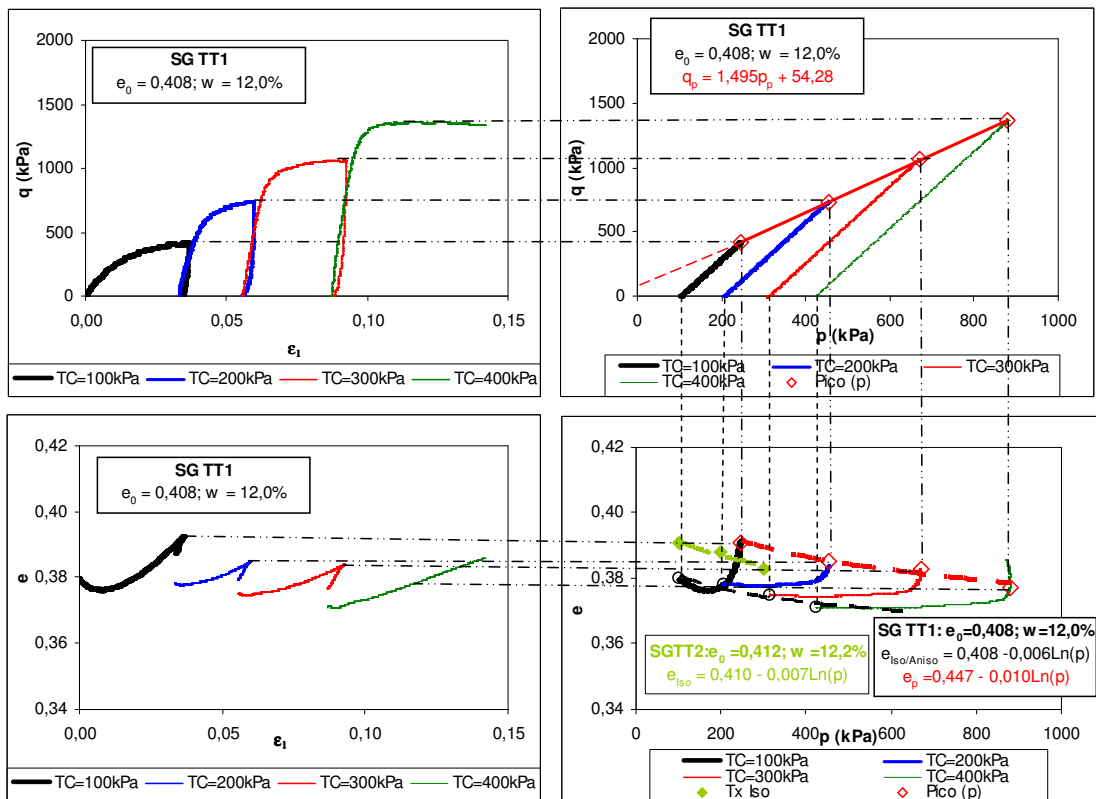 SG TT1
e0 = 0,408; w = 12,0%
2000
1500
1000
500
0
q (kPa)
0,00
0,05
0,10
0,15
ε1
TC=100kPa
TC=200kPa
TC=300kPa
TC=400kPa
SG TT1
e0 = 0,408; w = 12,0%
qp = 1,495pp + 54,28
2000
1500
1000
500
0
q (kPa)
0
200
400
600
800
1000
p (kPa)
TC=100kPa
TC=200kPa
TC=300kPa
TC=400kPa
Pico (p)
SG TT1
e0 = 0,408; w = 12,0%
0,42
0,40
0,38
0,36
0,34
e
0,00
0,05
0,10
0,15
ε1
TC=100kPa
TC=200kPa
TC=300kPa
TC=400kPa
0,42
0,40
0,38
0,36
0,34
e
SGTT2:e0 =0,412; w =12,2%
eIso = 0,410 - 0,007Ln(p)
SG TT1: e0=0,408; w=12,0%
eIso/Aniso = 0,408 -0,006Ln(p)
ep =0,447 - 0,010Ln(p)
0
200
400
600
800
1000
p (kPa)
TC=100kPa
TC=200kPa
TC=300kPa
TC=400kPa
Tx Iso
Pico (p)